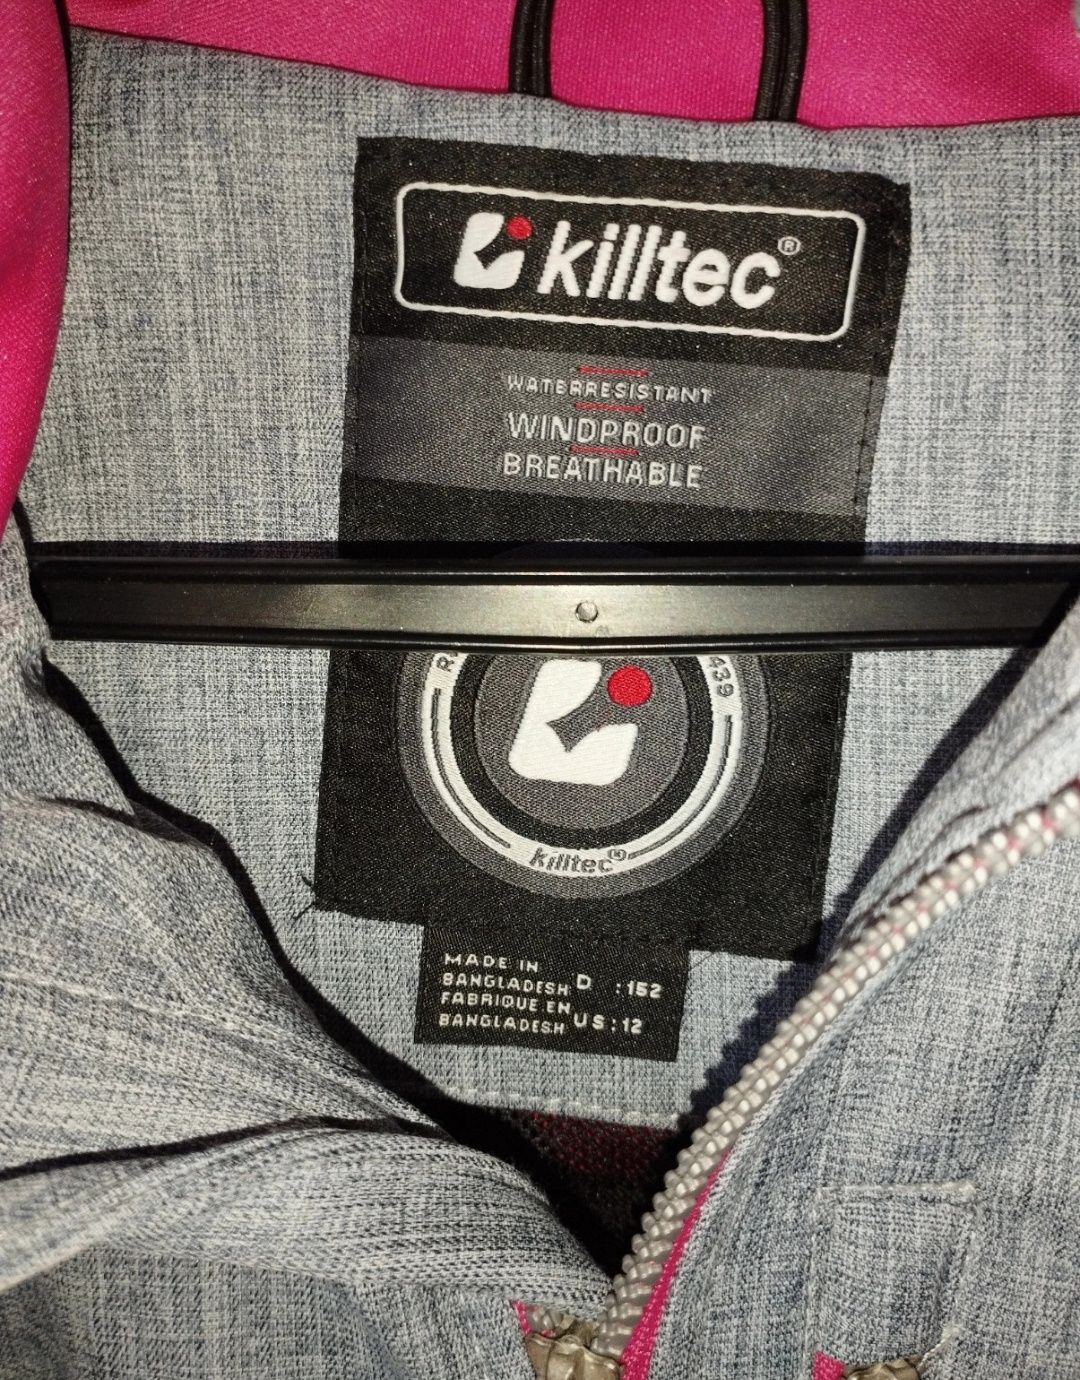 killtec®
WATERRESISTANT
WINDPROOF
BREATHABLE
439
killtec®
MADE IN
BANGLADESH D :152
FABRIQUE EN
BANGLADESH US:12